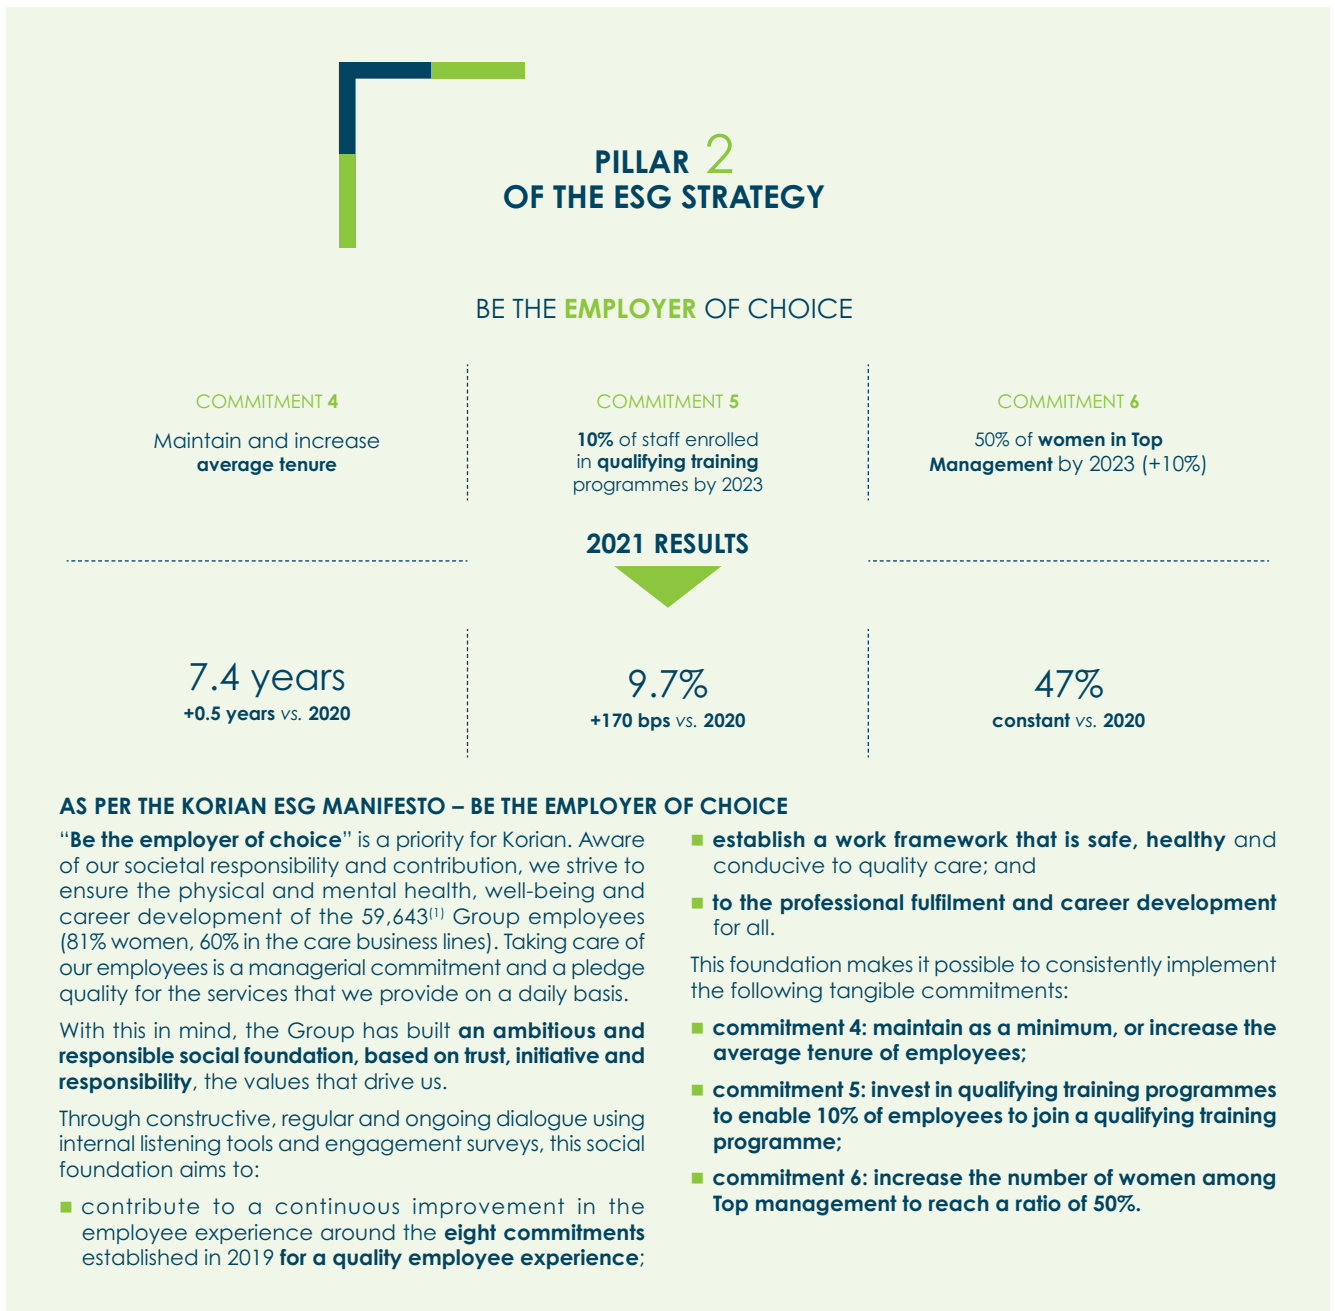 PILLAR 2
OF THE ESG STRATEGY
BE THE EMPLOYER OF CHOICE
COMMITMENT 4
Maintain and increase
average tenure
COMMITMENT 5
10% of staff enrolled
in qualifying training
programmes by 2023
COMMITMENT 6
50% of women in Top
Management by 2023 (+10%)
2021 RESULTS
7.4 years
+0.5 years vs. 2020
9.7%
+170 bps vs. 2020
47%
constant vs. 2020
AS PER THE KORIAN ESG MANIFESTO – BE THE EMPLOYER OF CHOICE
“Be the employer of choice” is a priority for Korian. Aware
of our societal responsibility and contribution, we strive to
ensure the physical and mental health, well-being and
career development of the 59,643(1) Group employees
(81% women, 60% in the care business lines). Taking care of
our employees is a managerial commitment and a pledge
quality for the services that we provide on a daily basis.
With this in mind, the Group has built an ambitious and
responsible social foundation, based on trust, initiative and
responsibility, the values that drive us.
Through constructive, regular and ongoing dialogue using
internal listening tools and engagement surveys, this social
foundation aims to:
■ contribute to a continuous improvement in the
employee experience around the eight commitments
established in 2019 for a quality employee experience;
■ establish a work framework that is safe, healthy and
conducive to quality care; and
■ to the professional fulfilment and career development
for all.
This foundation makes it possible to consistently implement
the following tangible commitments:
■ commitment 4: maintain as a minimum, or increase the
average tenure of employees;
■ commitment 5: invest in qualifying training programmes
to enable 10% of employees to join a qualifying training
programme;
■ commitment 6: increase the number of women among
Top management to reach a ratio of 50%.